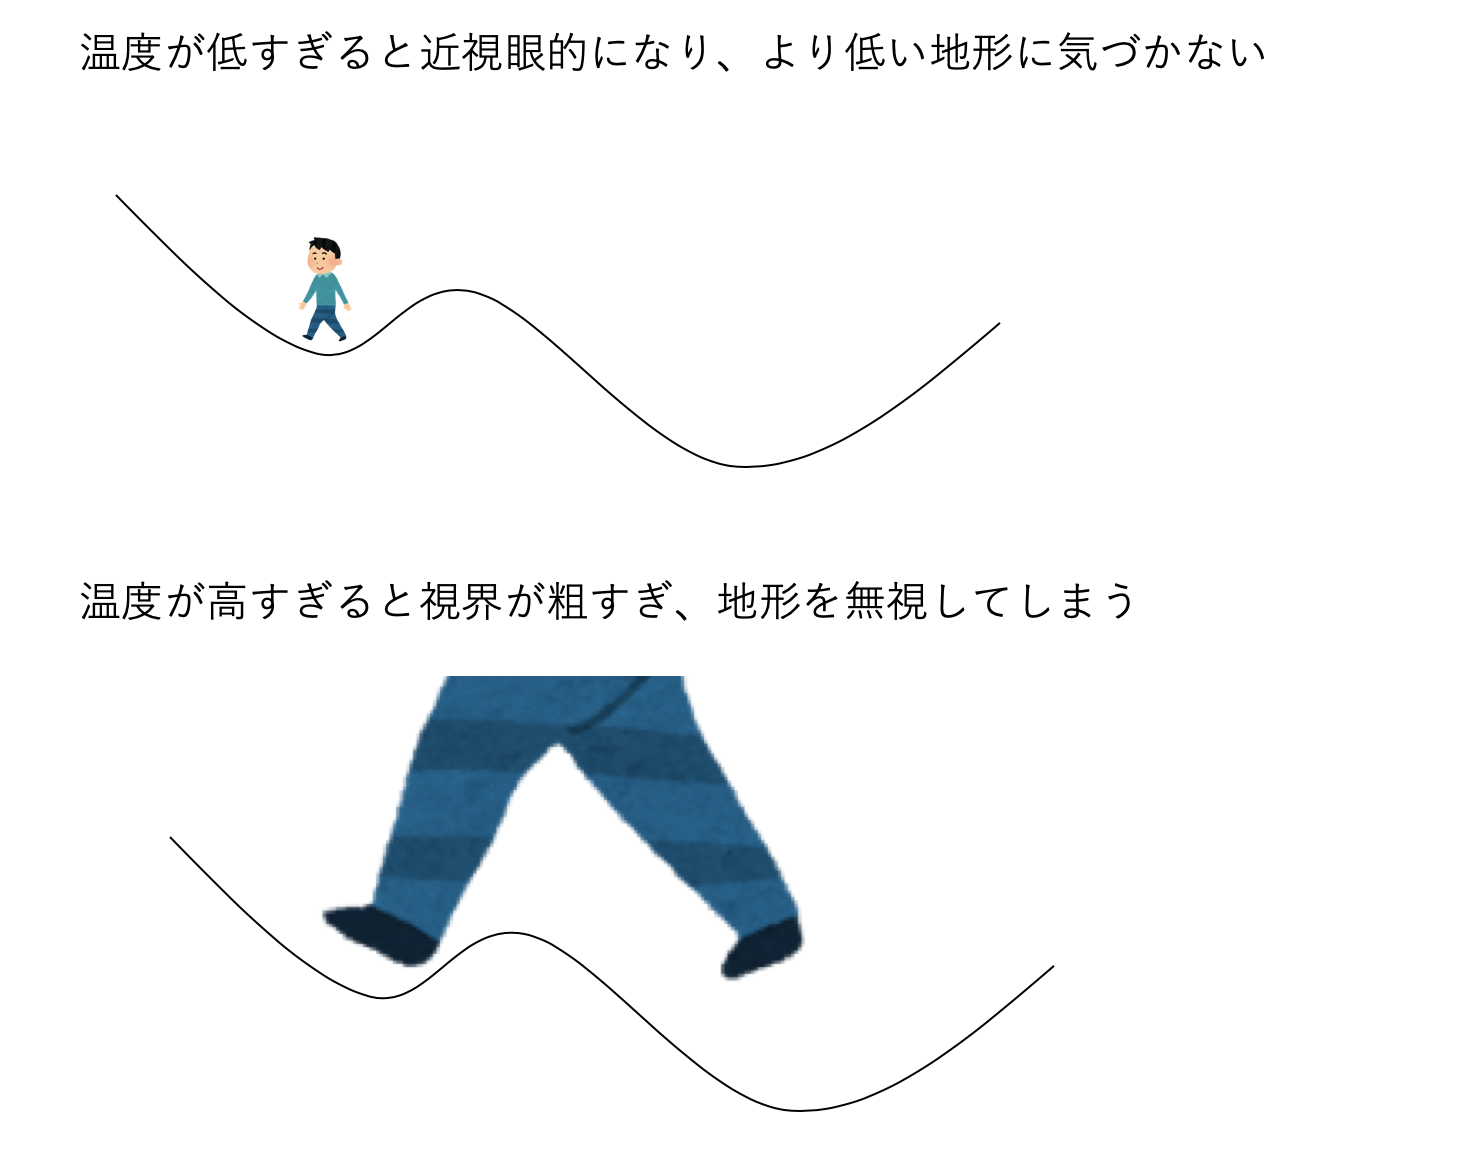 温度が低すぎると近視眼的になり、より低い地形に気づかない
温度が高すぎると視界が粗すぎ、地形を無視してしまう